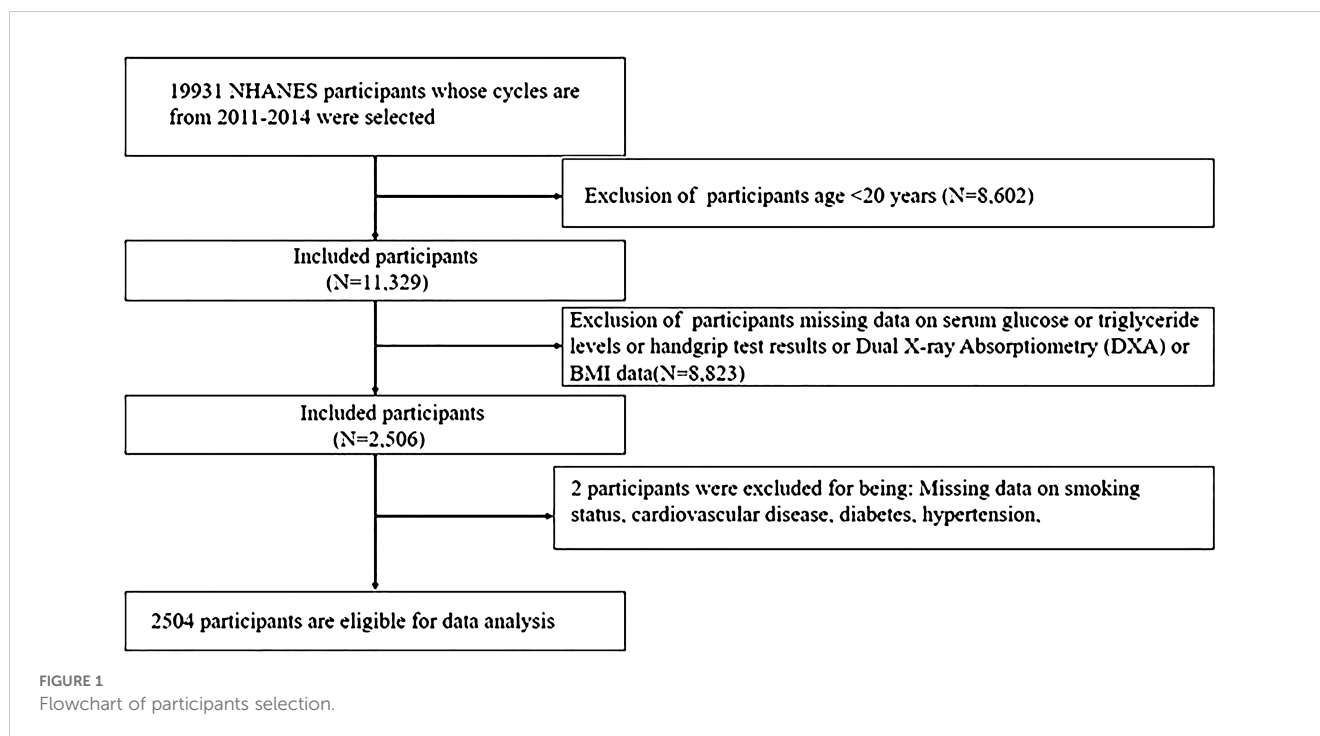 19931 NHANES participants whose cycles are
from 2011-2014 were selected
Exclusion of participants age <20 years (N=8,602)
Included participants
(N=11,329)
Exclusion of participants missing data on serum glucose or triglyceride
levels or handgrip test results or Dual X-ray Absorptiometry (DXA) or
BMI data(N=8,823)
Included participants
(N=2,506)
2 participants were excluded for being: Missing data on smoking
status, cardiovascular disease, diabetes, hypertension,
2504 participants are eligible for data analysis
FIGURE 1
Flowchart of participants selection.